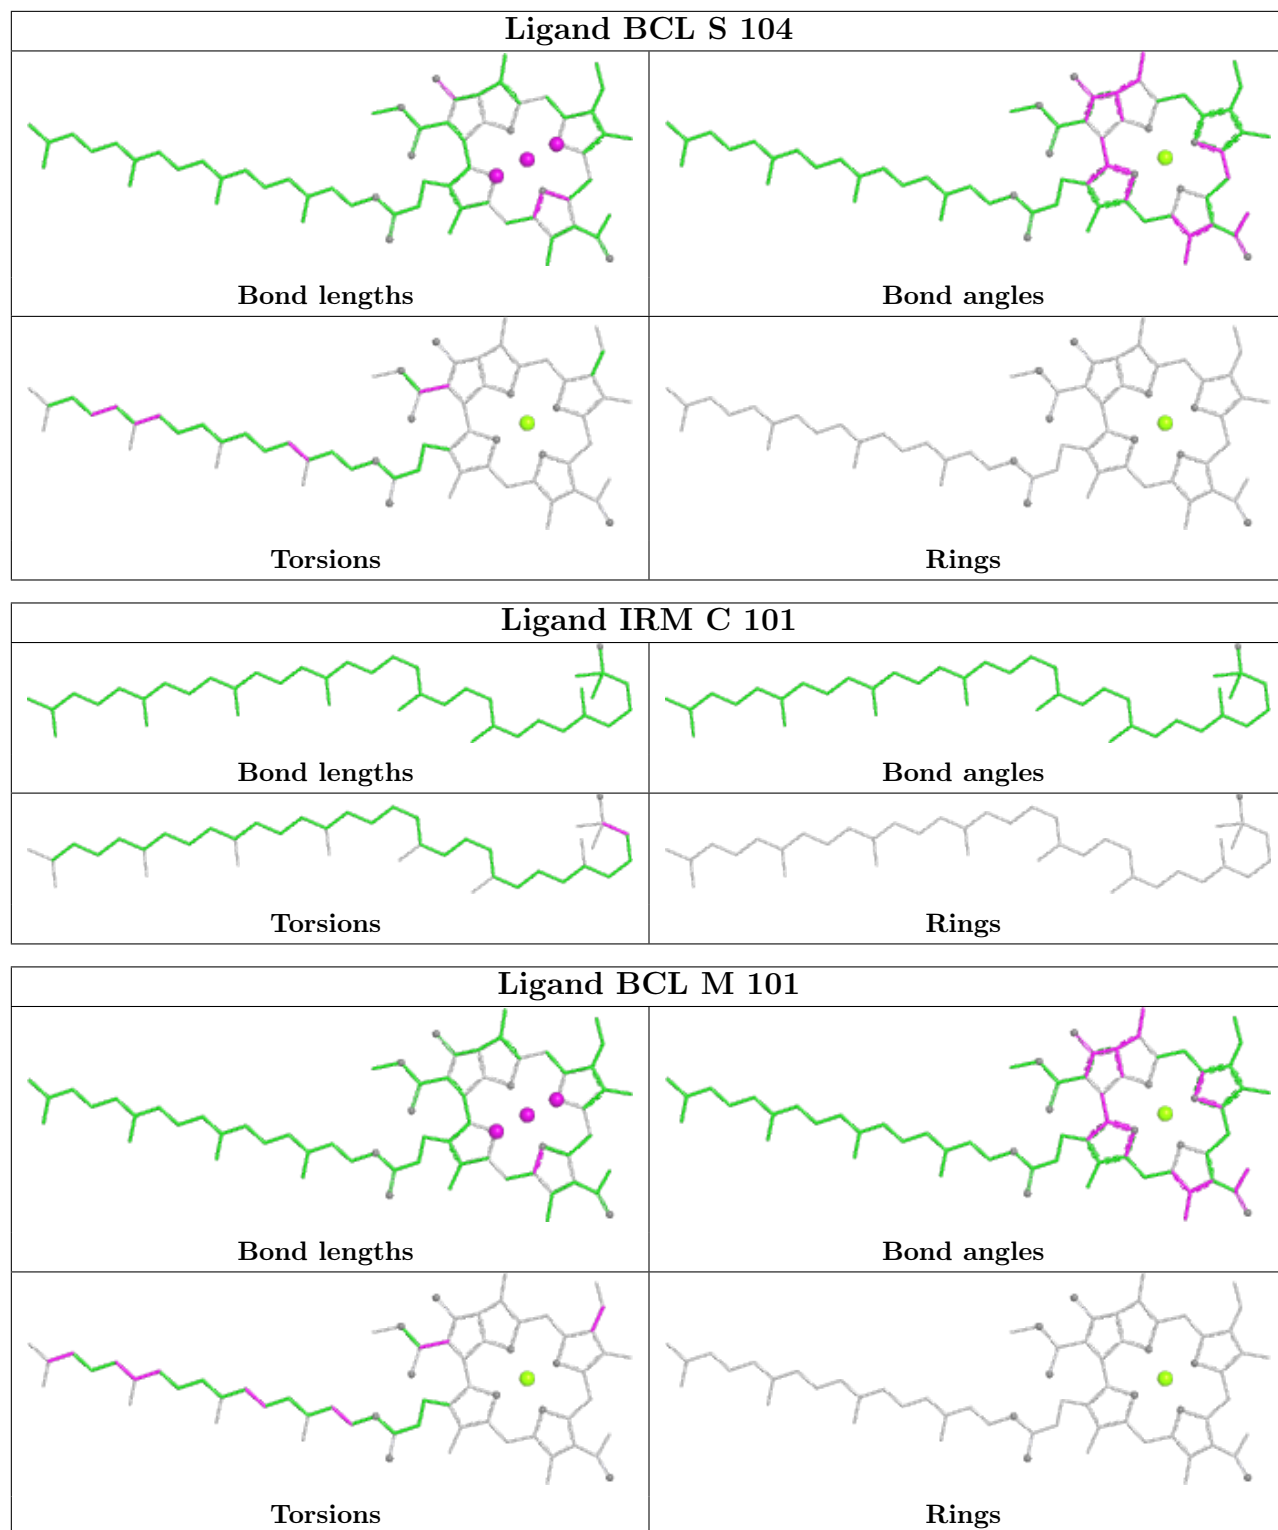 Ligand BCL S 104
Bond lengths
Bond angles
Torsions
Rings
Ligand IRM C 101
Bond lengths
Bond angles
Torsions
Rings
Ligand BCL M 101
Bond lengths
Bond angles
Torsions
Rings